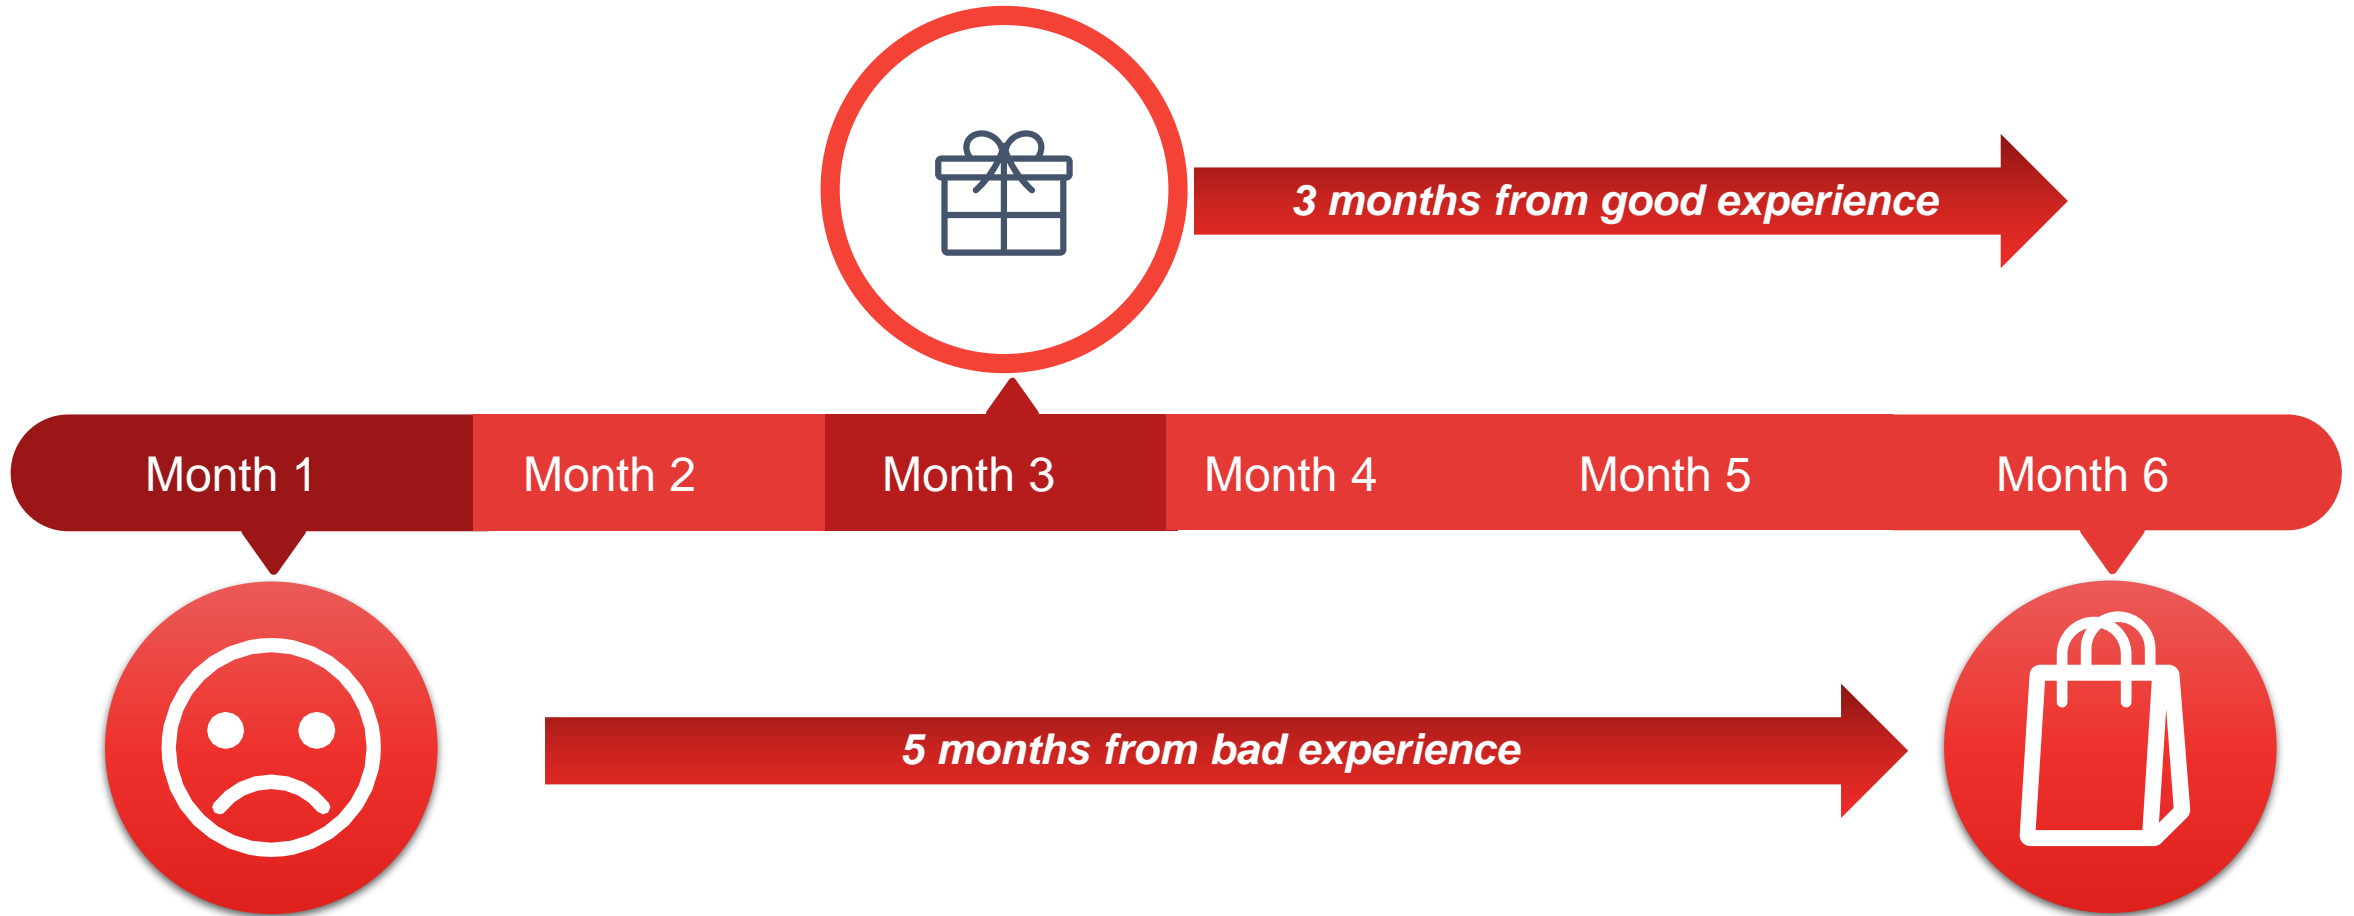 3 months from good experience
Month 1 Month 2 Month 3 Month 4 Month 5 Month 6
5 months from bad experience